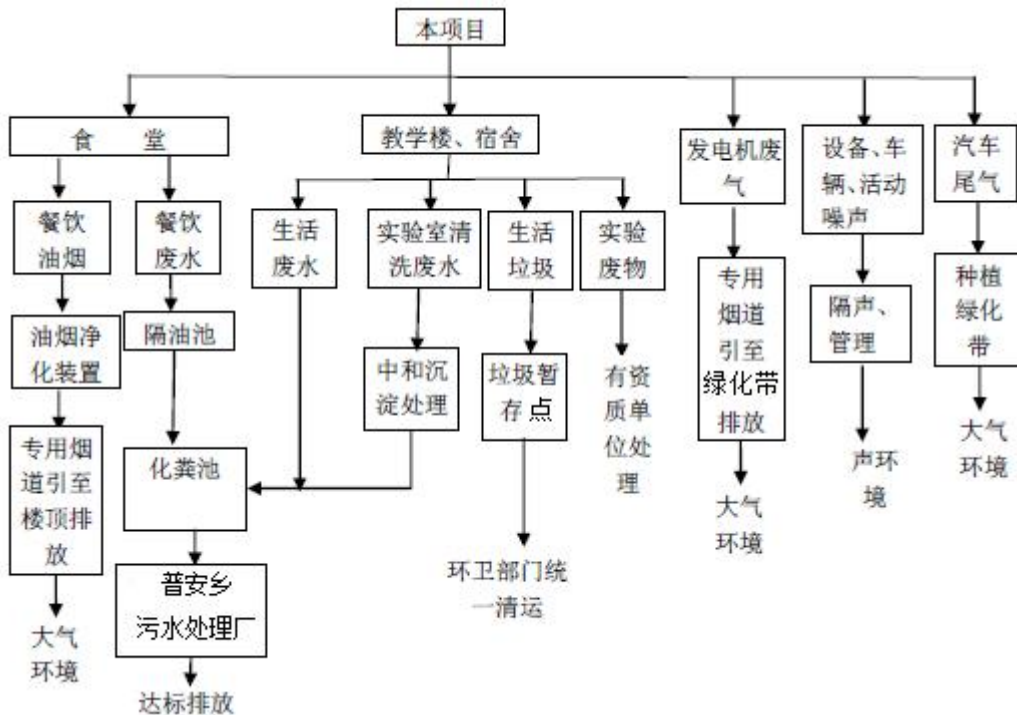 本项目
食 堂
教学楼、宿舍
发电机废
气
设备、车
辆、活动
噪声
汽车
尾气
餐饮
油烟
餐饮
废水
生活
废水
实验室清
洗废水
生活
垃圾
实验
废物
专用
烟道
引至
绿化带
排放
隔声、
管理
种植
绿化
带
油烟净
化装置
隔油池
中和沉
淀处理
垃圾暂
存点
有资
质单
位处
理
专用烟
道引至
楼顶排
放
化粪池
大气
环境
声环
境
大气
环境
普安乡
污水处理厂
环卫部门统
一清运
大气
环境
达标排放